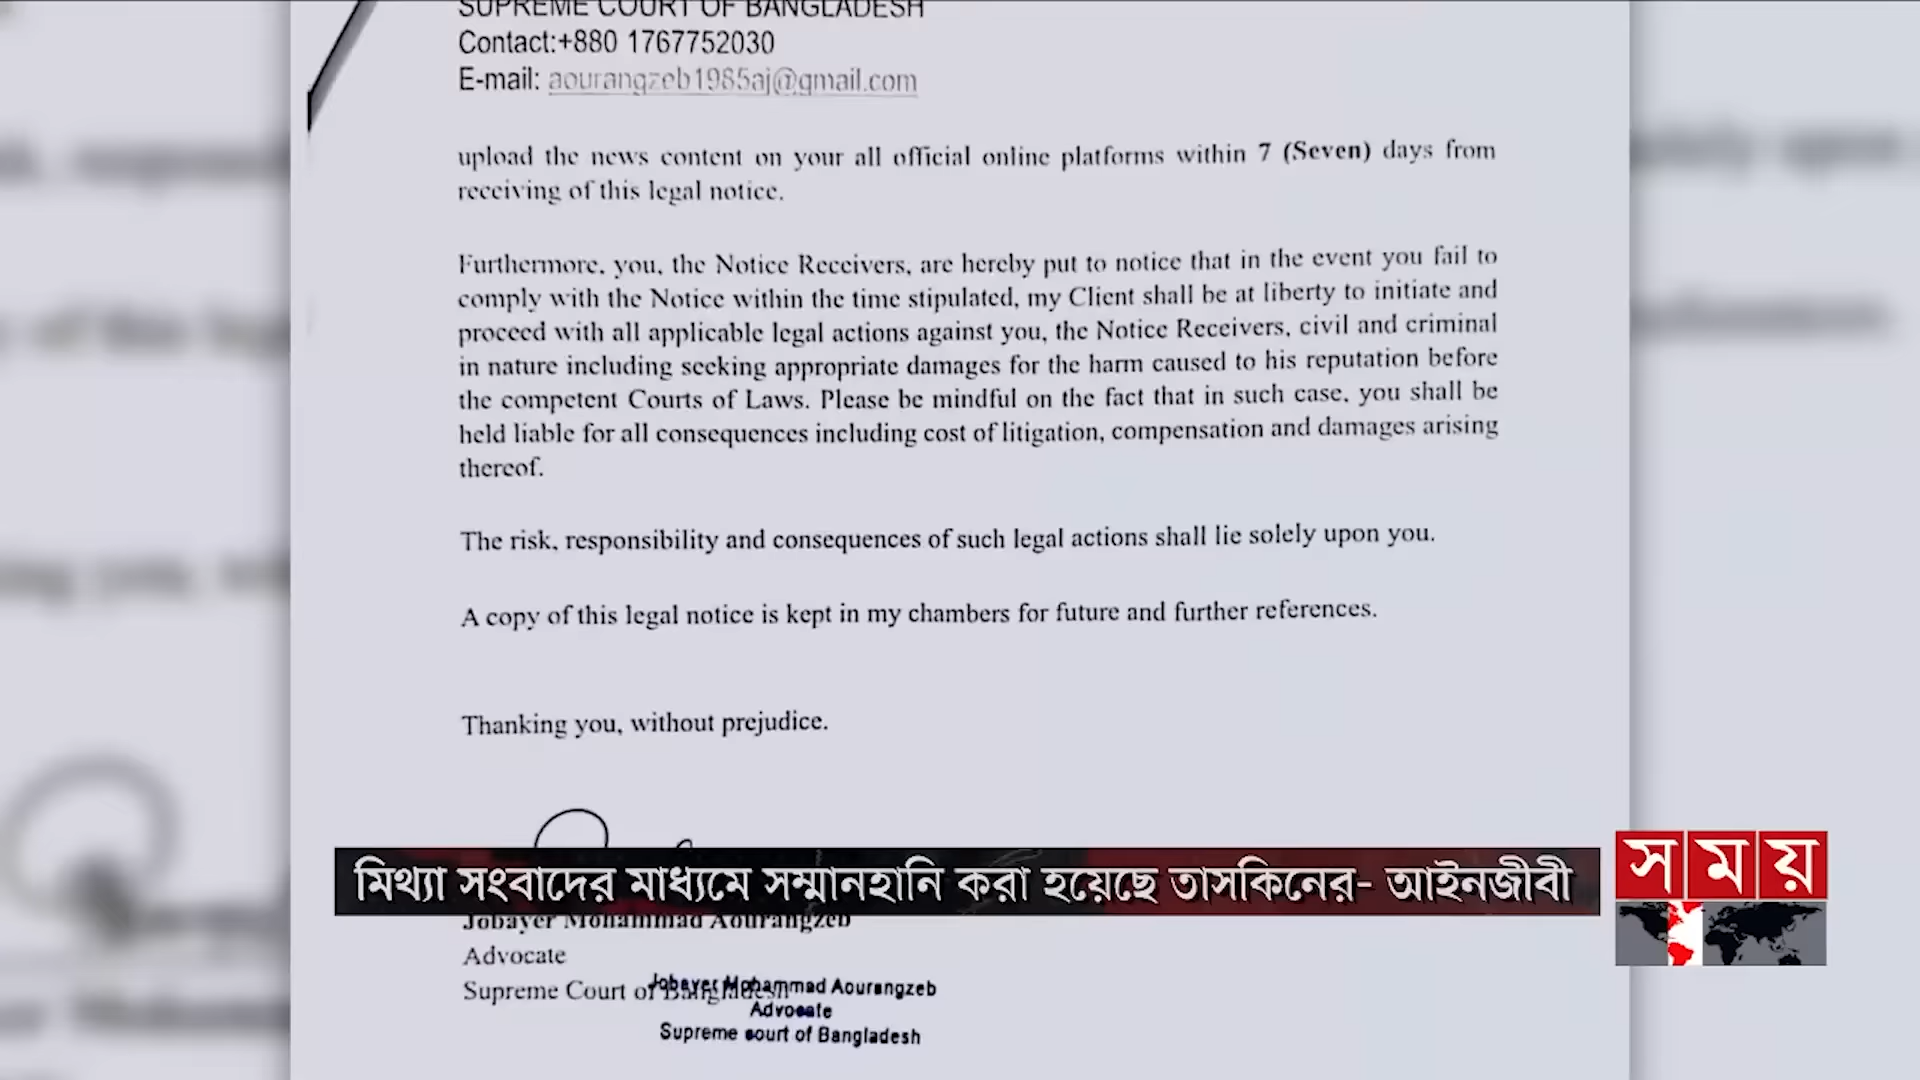 SUPREME COURT OF BANGLADESH
Contact:+880 1767752030
E-mail: aourangzeb1985aj@gmail.com
upload the news content on your all official online platforms within 7 (Seven) days from
receiving of this legal notice.
Furthermore, you, the Notice Receivers, are hereby put to notice that in the event you fail to
comply with the Notice within the time stipulated, my Client shall be at liberty to initiate and
proceed with all applicable legal actions against you, the Notice Receivers, civil and criminal
in nature including seeking appropriate damages for the harm caused to his reputation before
the competent Courts of Laws. Please be mindful on the fact that in such case, you shall be
held liable for all consequences including cost of litigation, compensation and damages arising
thereof.
The risk, responsibility and consequences of such legal actions shall lie solely upon you.
A copy of this legal notice is kept in my chambers for future and further references.
Thanking you, without prejudice.
মিথ্যা সংবাদের মাধ্যমে সম্মানহানি করা হয়েছে তাসকিনের- আইনজীবী
সময়
Jobayer Mohammad Aourangzeb
Advocate
Supreme Court of Bangladesh
Jobayer Mohammad Aourangzeb
Advocate
Supreme court of Bangladesh